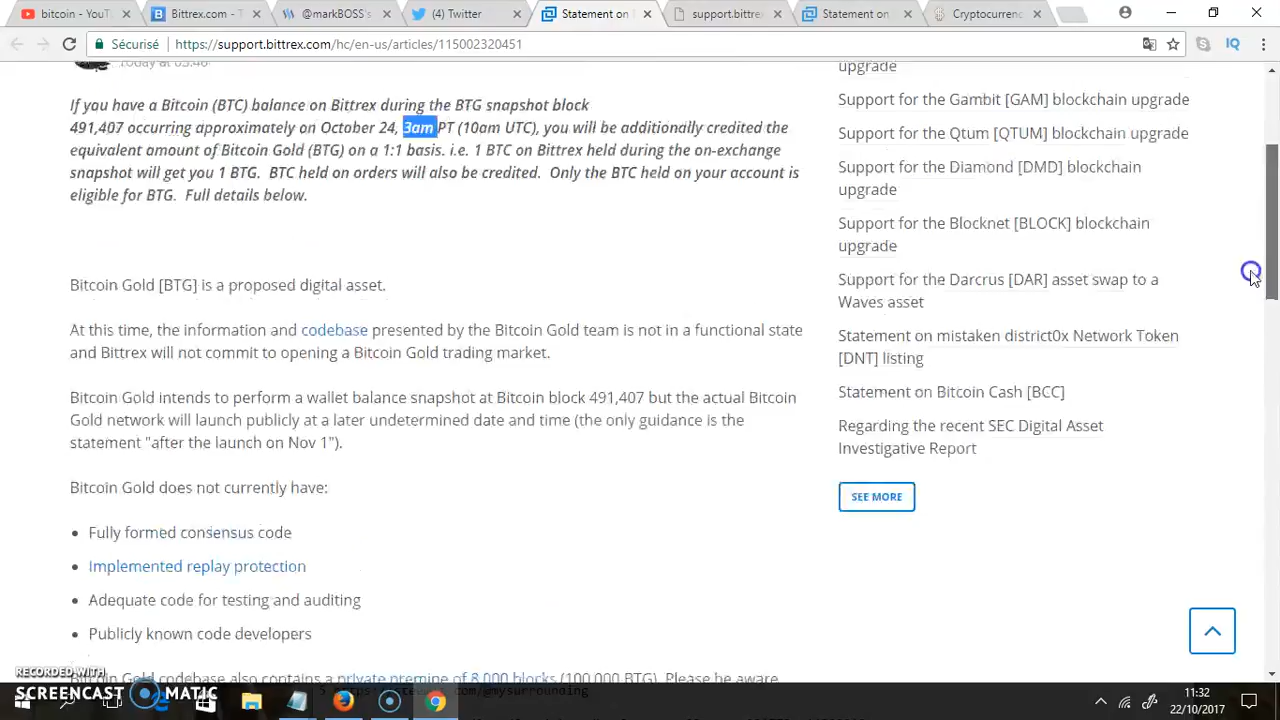 bitcoin - YouTube
Bittrex.com - T
@markBOSS's
(4) Twitter
Statement on
support.bittrex
Statement on
Cryptocurrenc
Sécurisé
https://support.bittrex.com/hc/en-us/articles/115002320451
Today at 03:46
If you have a Bitcoin (BTC) balance on Bittrex during the BTG snapshot block
491,407 occurring approximately on October 24, 3am PT (10am UTC), you will be additionally credited the
equivalent amount of Bitcoin Gold (BTG) on a 1:1 basis. i.e. 1 BTC on Bittrex held during the on-exchange
snapshot will get you 1 BTG.  BTC held on orders will also be credited.  Only the BTC held on your account is
eligible for BTG.  Full details below.
Bitcoin Gold [BTG] is a proposed digital asset.
At this time, the information and codebase presented by the Bitcoin Gold team is not in a functional state
and Bittrex will not commit to opening a Bitcoin Gold trading market.
Bitcoin Gold intends to perform a wallet balance snapshot at Bitcoin block 491,407 but the actual Bitcoin
Gold network will launch publicly at a later undetermined date and time (the only guidance is the
statement "after the launch on Nov 1").
Bitcoin Gold does not currently have:
Fully formed consensus code
Implemented replay protection
Adequate code for testing and auditing
Publicly known code developers
Bitcoin Gold codebase also contains a private premine of 8,000 blocks (100,000 BTG). Please be aware
upgrade
Support for the Gambit [GAM] blockchain upgrade
Support for the Qtum [QTUM] blockchain upgrade
Support for the Diamond [DMD] blockchain
upgrade
Support for the Blocknet [BLOCK] blockchain
upgrade
Support for the Darcrus [DAR] asset swap to a
Waves asset
Statement on mistaken district0x Network Token
[DNT] listing
Statement on Bitcoin Cash [BCC]
Regarding the recent SEC Digital Asset
Investigative Report
SEE MORE
RECORDED WITH
SCREENCAST MATIC
11:32
22/10/2017